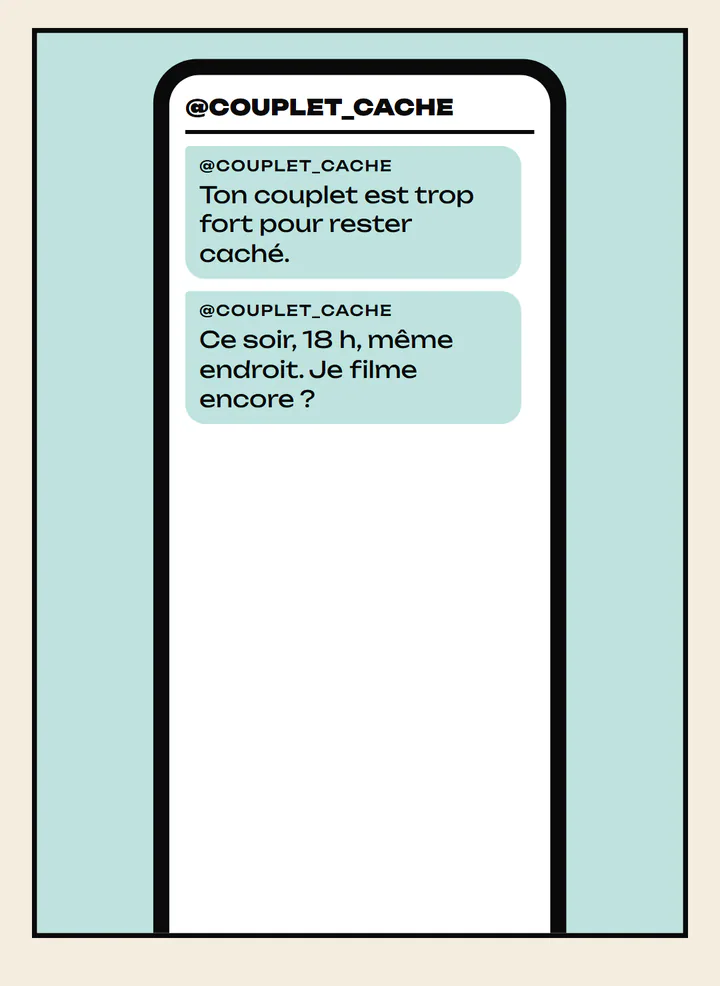 @COUPLET_CACHE
@COUPLET_CACHE
Ton couplet est trop
fort pour rester
caché.
@COUPLET_CACHE
Ce soir, 18 h, même
endroit. Je filme
encore ?